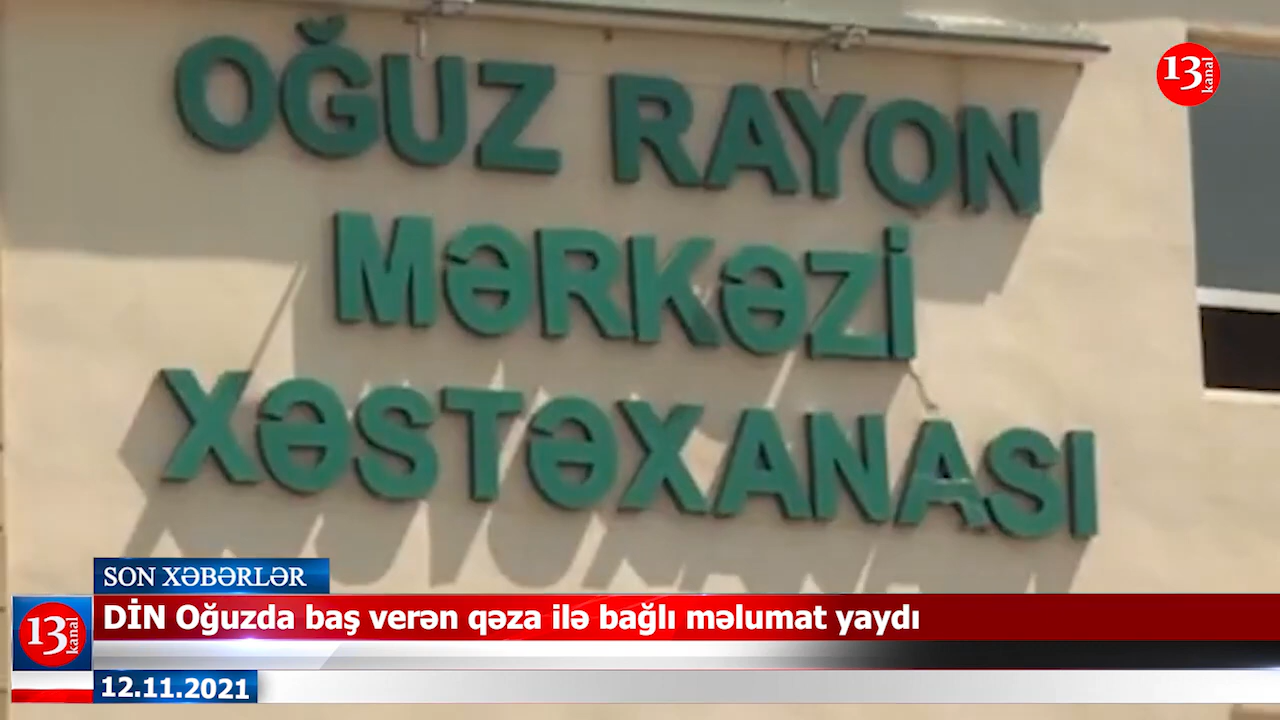 13 kanal
OĞUZ RAYON
MƏRKƏZİ
XƏSTƏXANASI
SON XƏBƏRLƏR
13 kanal
DİN Oğuzda baş verən qəza ilə bağlı məlumat yaydı
12.11.2021